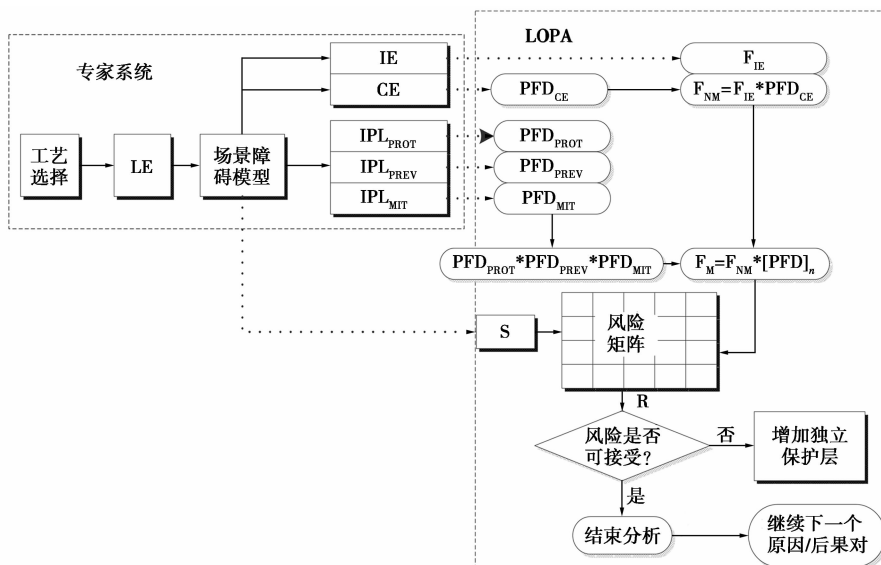 LOPA
专家系统
IE
F_IE
CE
PFD_CE
F_NM=F_IE*PFD_CE
工艺
选择
LE
场景障
碍模型
IPL_PROT
PFD_PROT
IPL_PREV
PFD_PREV
IPL_MIT
PFD_MIT
PFD_PROT*PFD_PREV*PFD_MIT
F_M=F_NM*[PFD]_n
S
风险
矩阵
R
风险是否
可接受?
否
增加独立
保护层
是
结束分析
继续下一个
原因/后果对